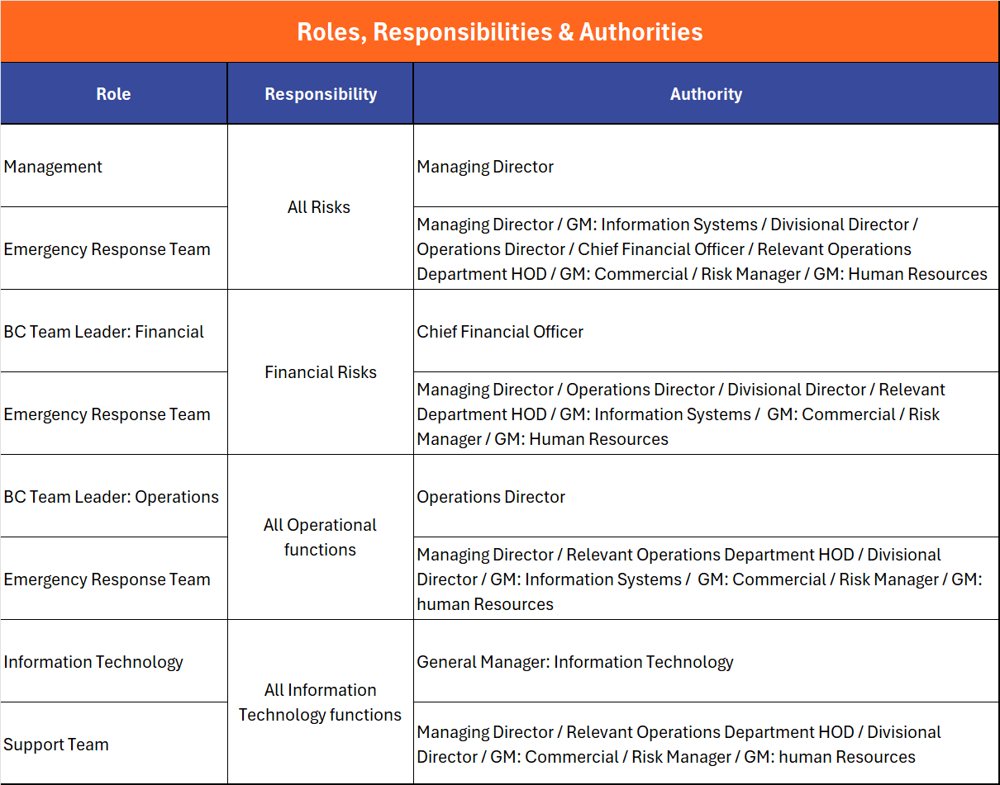 Roles, Responsibilities & Authorities
Role
Responsibility
Authority
Management
All Risks
Managing Director
Emergency Response Team
Managing Director / GM: Information Systems / Divisional Director /
Operations Director / Chief Financial Officer / Relevant Operations
Department HOD / GM: Commercial / Risk Manager / GM: Human Resources
BC Team Leader: Financial
Financial Risks
Chief Financial Officer
Emergency Response Team
Managing Director / Operations Director / Divisional Director / Relevant
Department HOD / GM: Information Systems /  GM: Commercial / Risk
Manager / GM: Human Resources
BC Team Leader: Operations
All Operational
functions
Operations Director
Emergency Response Team
Managing Director / Relevant Operations Department HOD / Divisional
Director / GM: Information Systems /  GM: Commercial / Risk Manager / GM:
human Resources
Information Technology
All Information
Technology functions
General Manager: Information Technology
Support Team
Managing Director / Relevant Operations Department HOD / Divisional
Director / GM: Commercial / Risk Manager / GM: human Resources